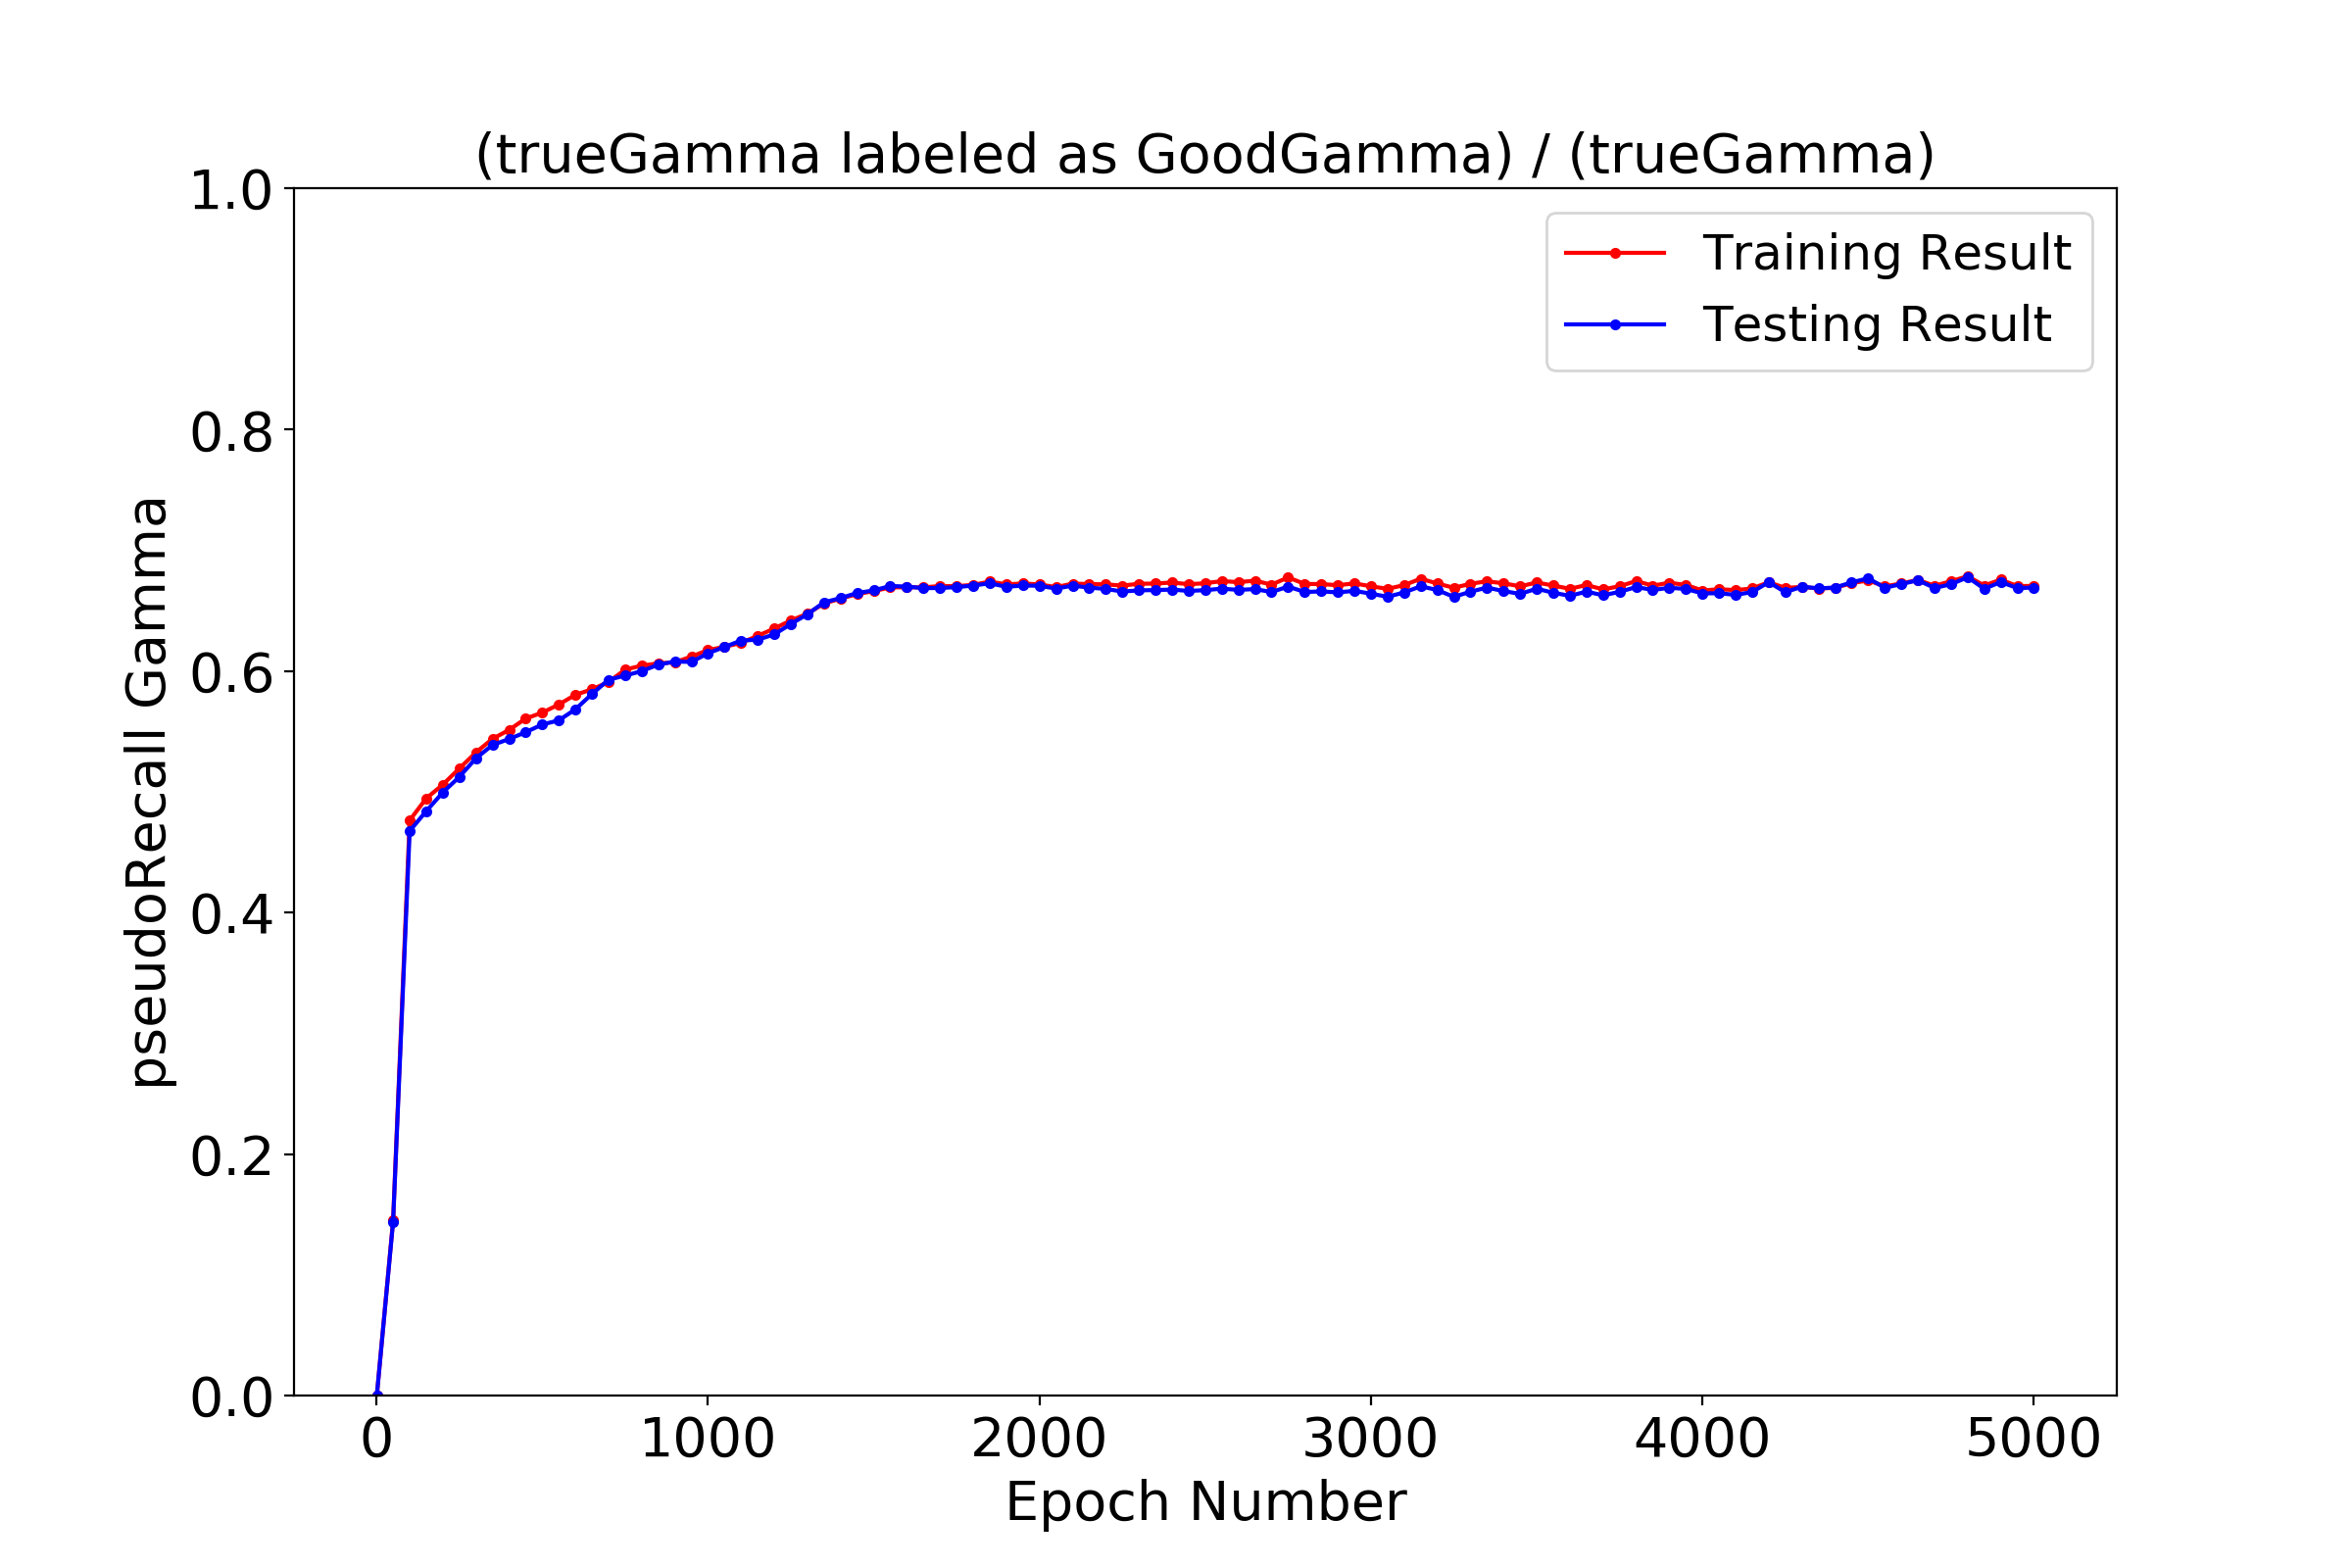 (trueGamma labeled as GoodGamma) / (trueGamma)
1.0
0.8
0.6
0.4
0.2
0.0
pseudoRecall Gamma
Training Result
Testing Result
0 1000 2000 3000 4000 5000
Epoch Number